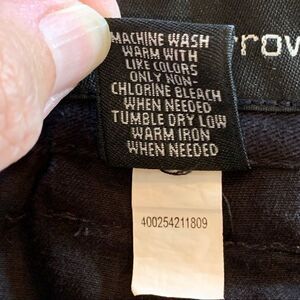 MACHINE WASH
WARM WITH
LIKE COLORS
ONLY NON-
CHLORINE BLEACH
WHEN NEEDED
TUMBLE DRY LOW
WARM IRON
WHEN NEEDED
400254211809